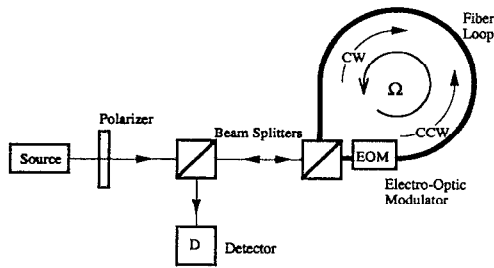 Fiber
Loop
CW
Ω
Polarizer
Beam Splitters
CCW
Source
EOM
Electro-Optic
Modulator
D
Detector